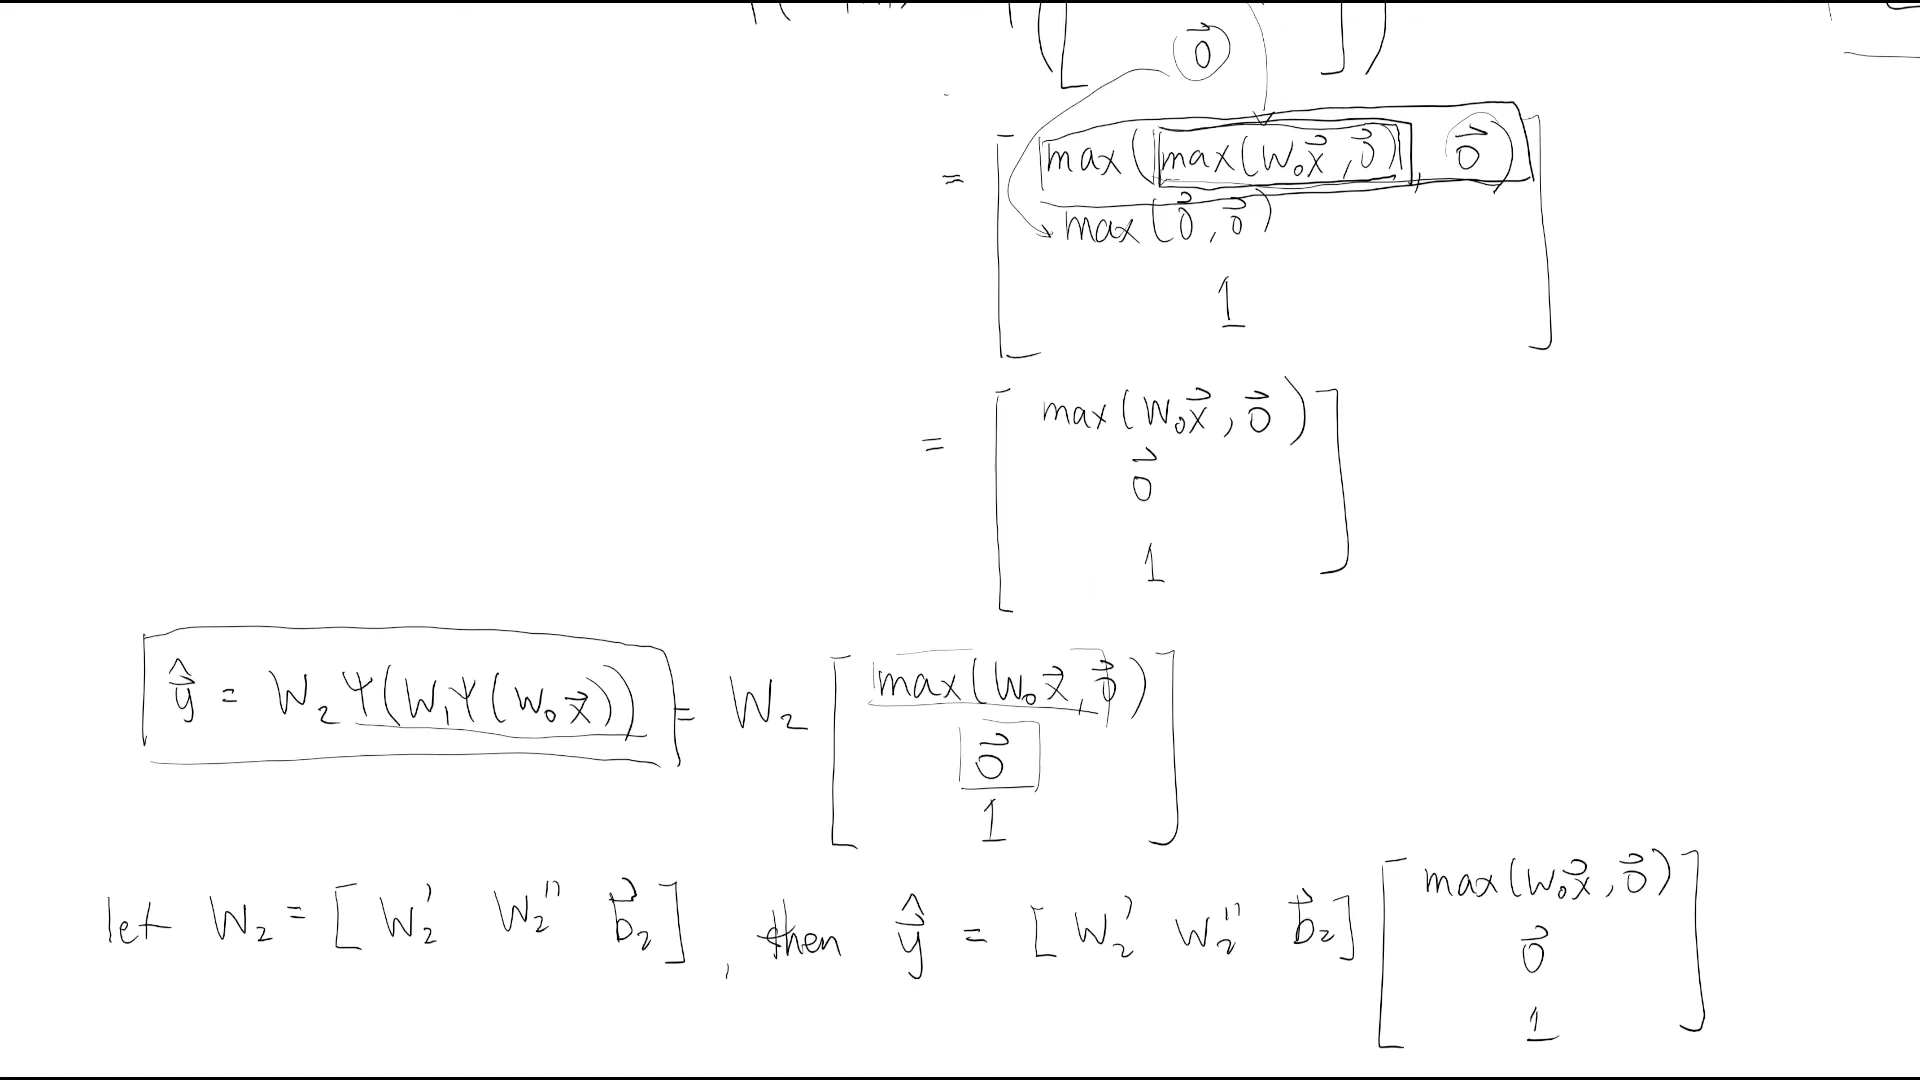 0⃗
= [ max(max(W₀x⃗, 0⃗), 0⃗)
max(0⃗, 0⃗)
1 ]
= [ max(W₀x⃗, 0⃗)
0⃗
1 ]
ŷ⃗ = W₂Ψ(W₁Ψ(W₀x⃗)) = W₂ [ max(W₀x⃗, 0⃗)
0⃗
1 ]
let W₂ = [ W₂' W₂'' b⃗₂ ], then ŷ⃗ = [ W₂' W₂'' b⃗₂ ] [ max(W₀x⃗, 0⃗)
0⃗
1 ]